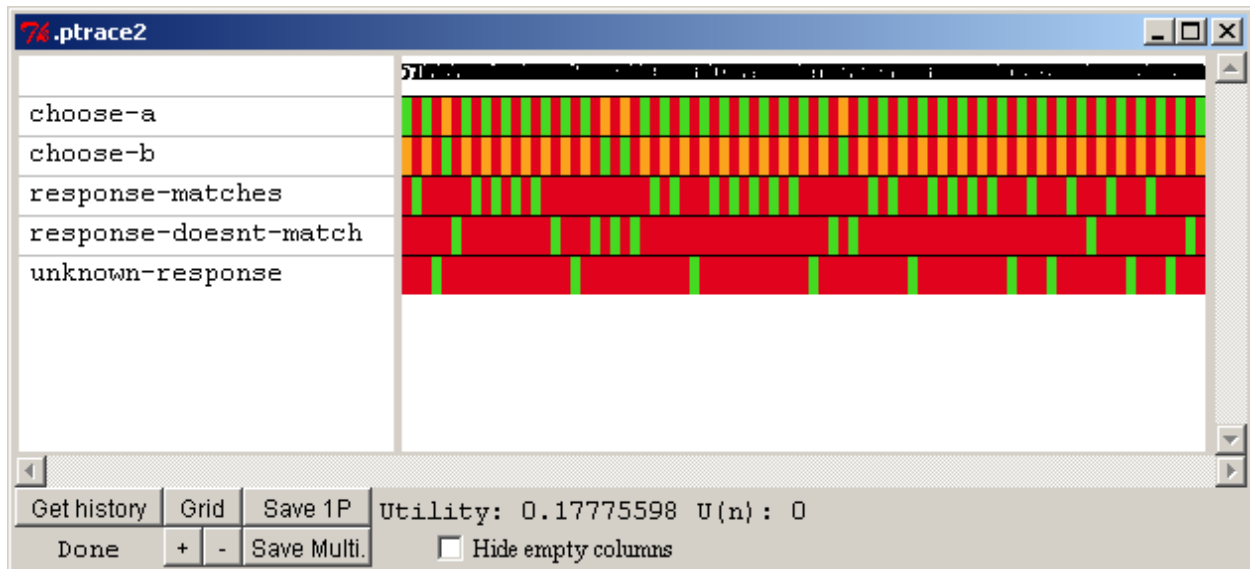 .ptrace2
choose-a
choose-b
response-matches
response-doesnt-match
unknown-response
Get history Grid Save 1P Utility: 0.17775598 U(n): 0
Done + - Save Multi. Hide empty columns